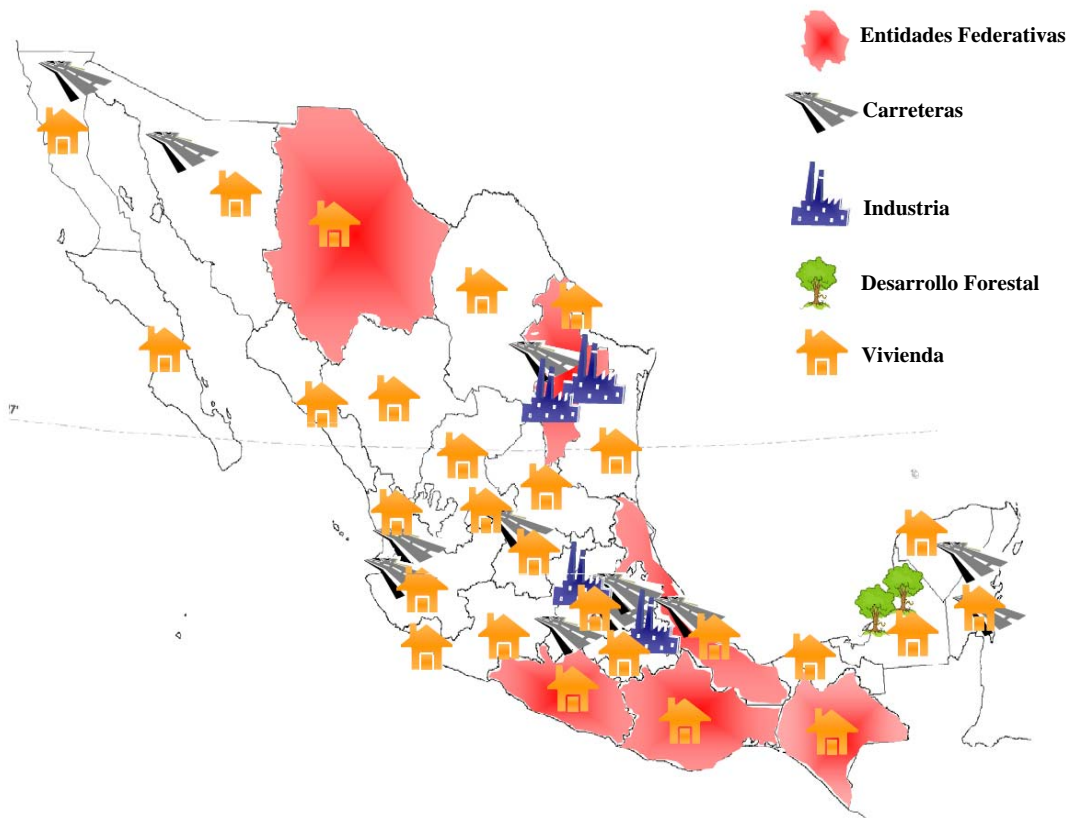 Entidades Federativas
Carreteras
Industria
Desarrollo Forestal
Vivienda